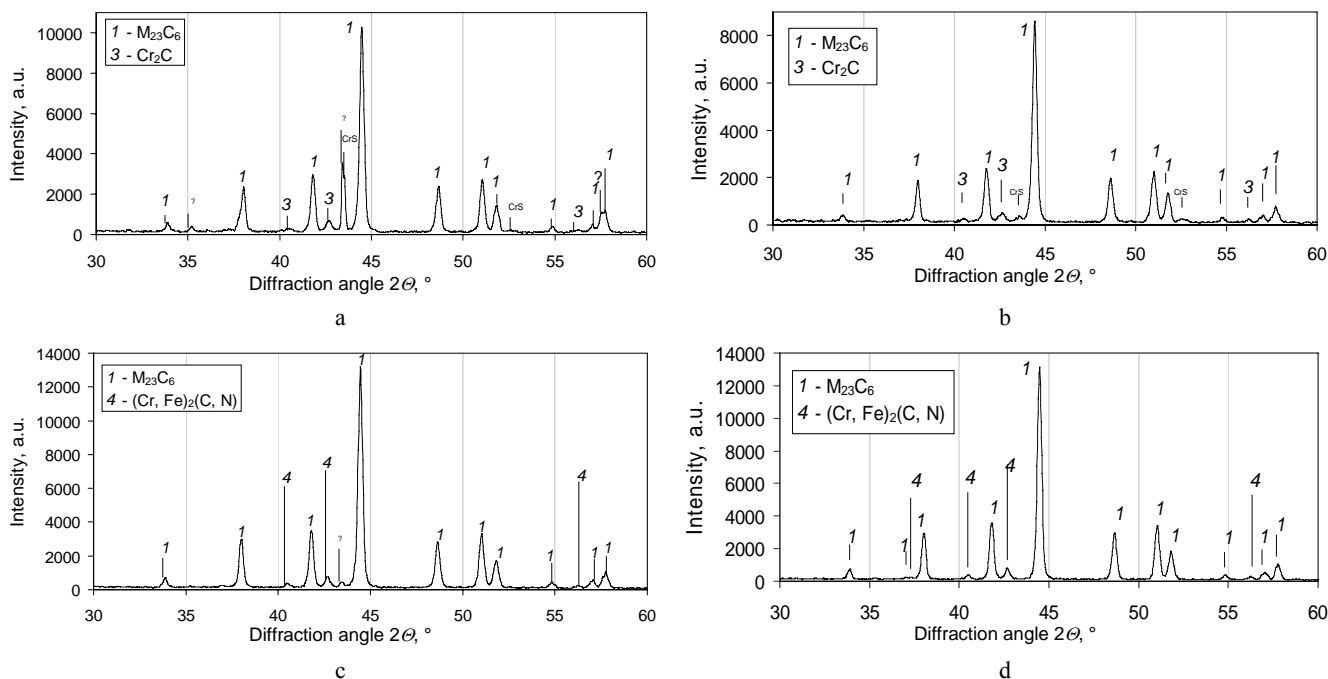 1 - M₂₃C₆
3 - Cr₂C
Intensity, a.u.
10000
8000
6000
4000
2000
0
1 ? 1 1 3 3 ? CrS 1 1 1 1 CrS 1 3 1 ? 1
30 35 40 45 50 55 60
Diffraction angle 2Θ, °
a
1 - M₂₃C₆
3 - Cr₂C
Intensity, a.u.
8000
6000
4000
2000
0
1 1 3 1 3 CrS 1 1 1 1 CrS 1 3 1 1
30 35 40 45 50 55 60
Diffraction angle 2Θ, °
b
1 - M₂₃C₆
4 - (Cr, Fe)₂(C, N)
Intensity, a.u.
14000
12000
10000
8000
6000
4000
2000
0
1 1 4 1 4 ? 1 1 1 1 1 4 1 1
30 35 40 45 50 55 60
Diffraction angle 2Θ, °
c
1 - M₂₃C₆
4 - (Cr, Fe)₂(C, N)
Intensity, a.u.
14000
12000
10000
8000
6000
4000
2000
0
1 1 4 1 4 1 4 1 1 1 1 1 4 1 1
30 35 40 45 50 55 60
Diffraction angle 2Θ, °
d